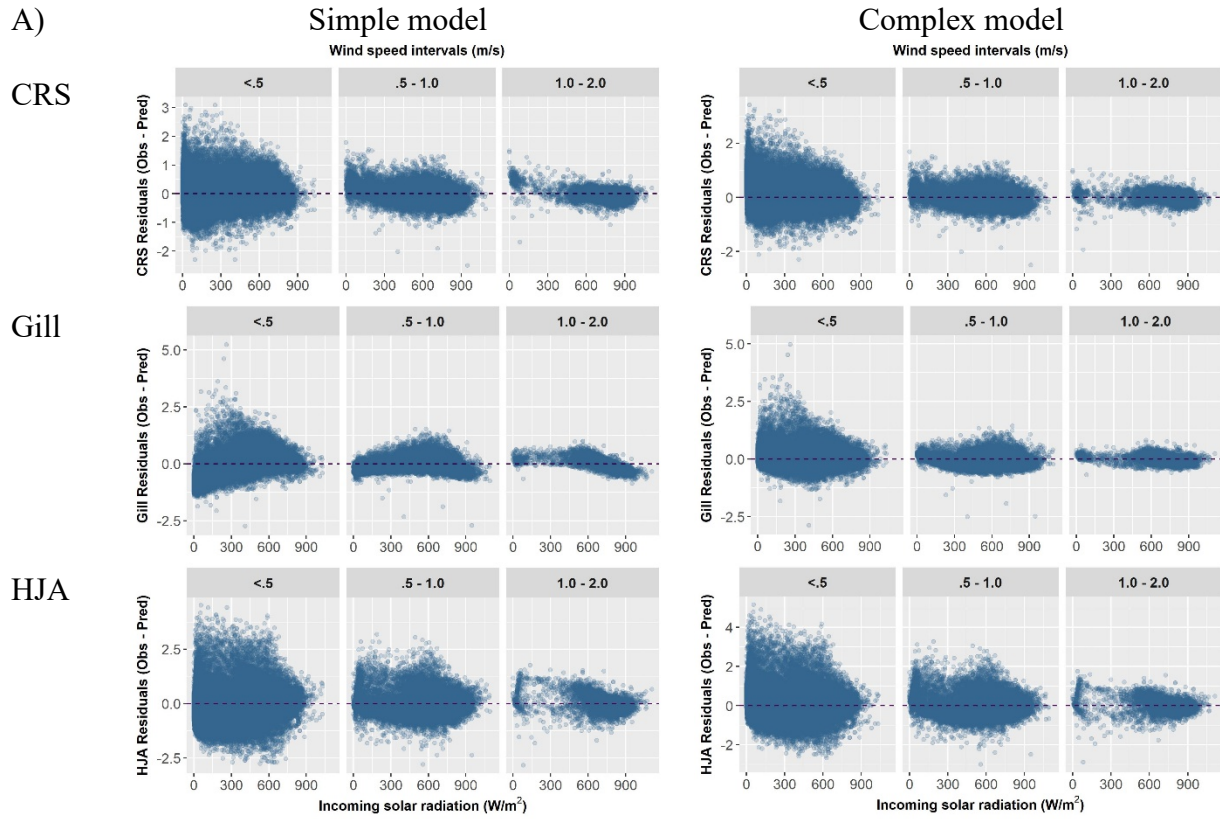 A)
Simple model
Complex model
Wind speed intervals (m/s)
Wind speed intervals (m/s)
CRS
<.5
.5 - 1.0
1.0 - 2.0
<.5
.5 - 1.0
1.0 - 2.0
CRS Residuals (Obs - Pred)
3
2
1
0
-1
-2
0 300 600 900 0 300 600 900 0 300 600 900
CRS Residuals (Obs - Pred)
2
0
-2
0 300 600 900 0 300 600 900 0 300 600 900
Gill
<.5
.5 - 1.0
1.0 - 2.0
<.5
.5 - 1.0
1.0 - 2.0
Gill Residuals (Obs - Pred)
5.0
2.5
0.0
-2.5
0 300 600 900 0 300 600 900 0 300 600 900
Gill Residuals (Obs - Pred)
5.0
2.5
0.0
-2.5
0 300 600 900 0 300 600 900 0 300 600 900
HJA
<.5
.5 - 1.0
1.0 - 2.0
<.5
.5 - 1.0
1.0 - 2.0
HJA Residuals (Obs - Pred)
2.5
0.0
-2.5
0 300 600 900 0 300 600 900 0 300 600 900
Incoming solar radiation (W/m²)
HJA Residuals (Obs - Pred)
4
2
0
-2
0 300 600 900 0 300 600 900 0 300 600 900
Incoming solar radiation (W/m²)